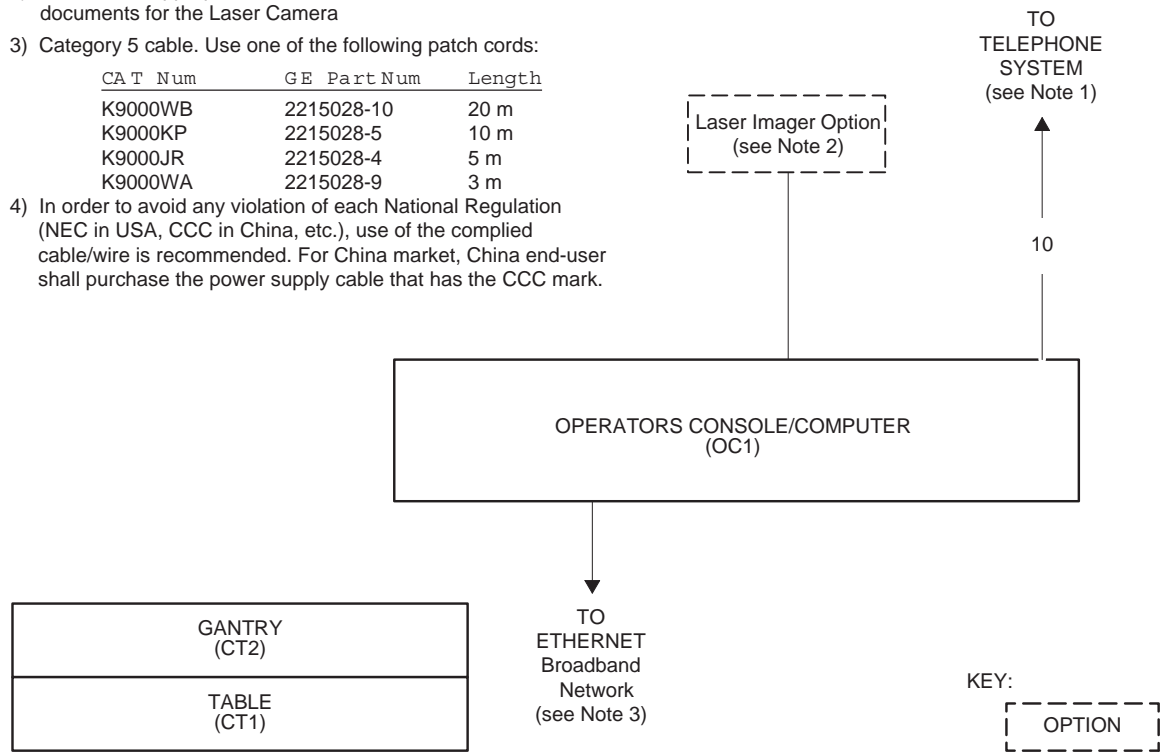 documents for the Laser Camera
3) Category 5 cable. Use one of the following patch cords:
CAT Num GE Part Num Length
K9000WB 2215028-10 20 m
K9000KP 2215028-5 10 m
K9000JR 2215028-4 5 m
K9000WA 2215028-9 3 m
4) In order to avoid any violation of each National Regulation
(NEC in USA, CCC in China, etc.), use of the complied
cable/wire is recommended. For China market, China end-user
shall purchase the power supply cable that has the CCC mark.
Laser Imager Option
(see Note 2)
TO
TELEPHONE
SYSTEM
(see Note 1)
10
OPERATORS CONSOLE/COMPUTER
(OC1)
GANTRY
(CT2)
TABLE
(CT1)
TO
ETHERNET
Broadband
Network
(see Note 3)
KEY:
OPTION